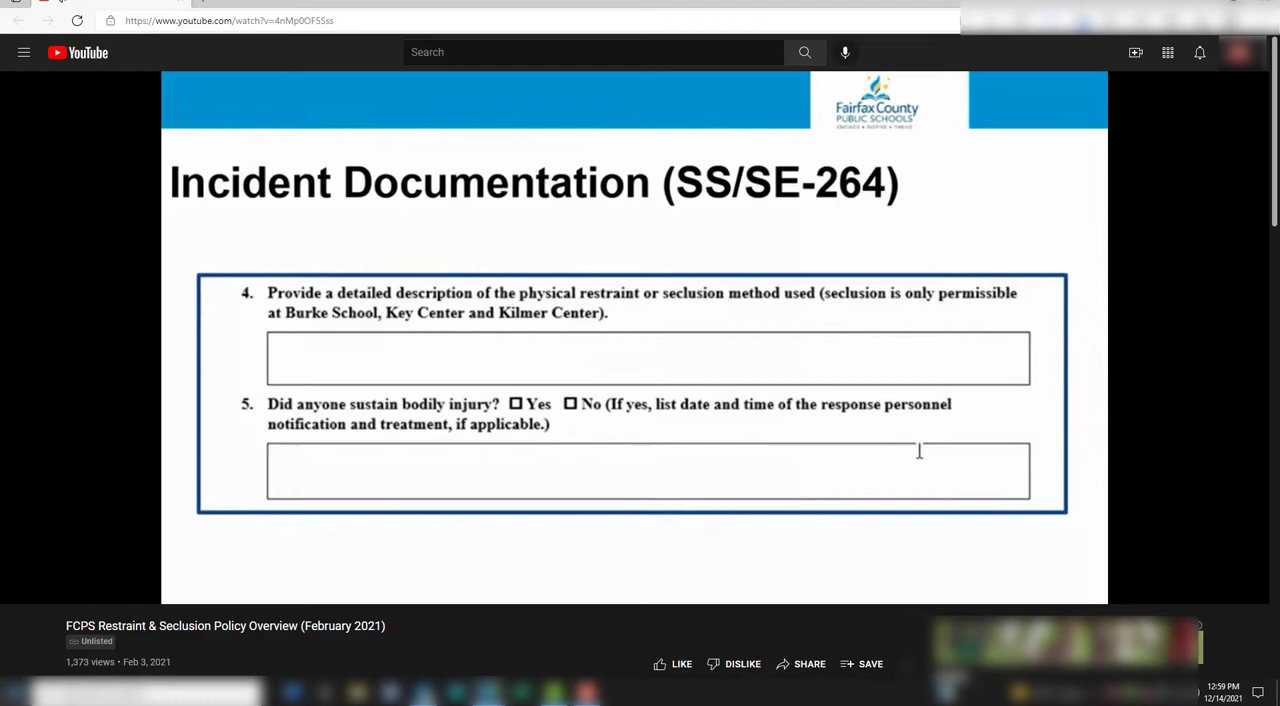 https://www.youtube.com/watch?v=4nMp0OF5Sss
YouTube
Search
Fairfax County
PUBLIC SCHOOLS
ENGAGE • INSPIRE • THRIVE
Incident Documentation (SS/SE-264)
4. Provide a detailed description of the physical restraint or seclusion method used (seclusion is only permissible
at Burke School, Key Center and Kilmer Center).
5. Did anyone sustain bodily injury? Yes No (If yes, list date and time of the response personnel
notification and treatment, if applicable.)
FCPS Restraint & Seclusion Policy Overview (February 2021)
Unlisted
1,373 views • Feb 3, 2021
LIKE DISLIKE SHARE SAVE
12:59 PM
12/14/2021